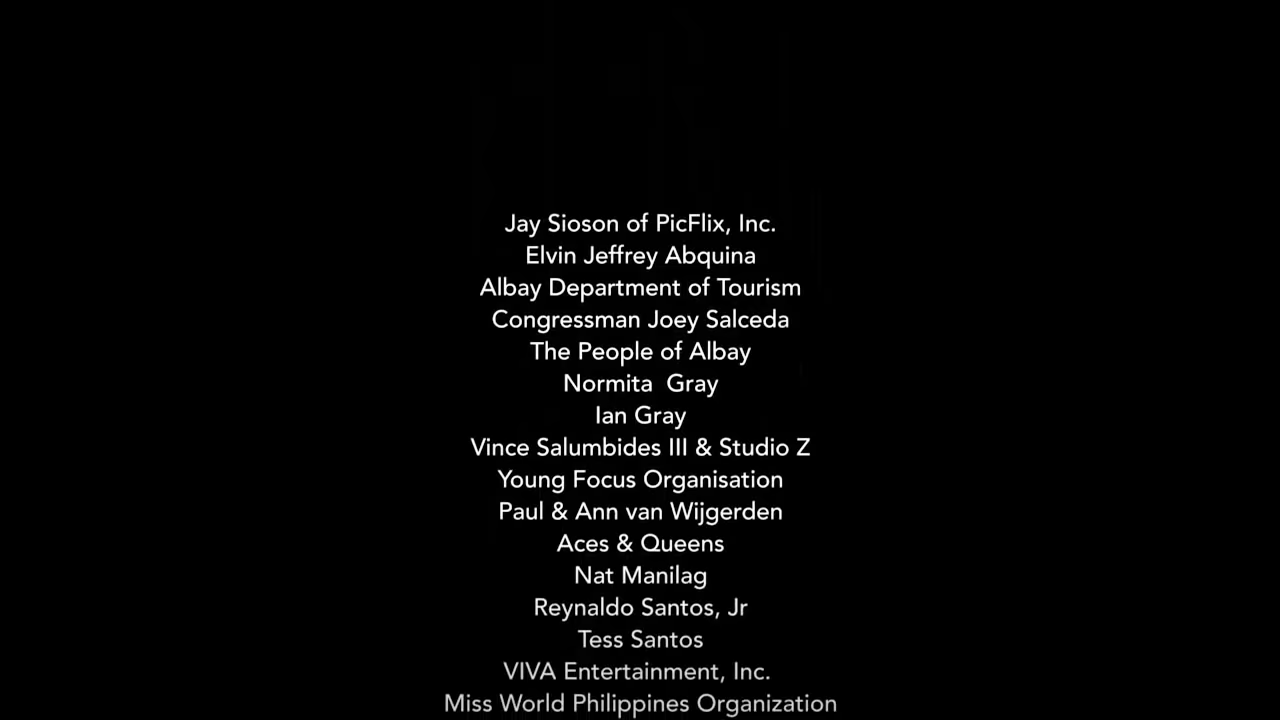 Jay Sioson of PicFlix, Inc.
Elvin Jeffrey Abquina
Albay Department of Tourism
Congressman Joey Salceda
The People of Albay
Normita  Gray
Ian Gray
Vince Salumbides III & Studio Z
Young Focus Organisation
Paul & Ann van Wijgerden
Aces & Queens
Nat Manilag
Reynaldo Santos, Jr
Tess Santos
VIVA Entertainment, Inc.
Miss World Philippines Organization